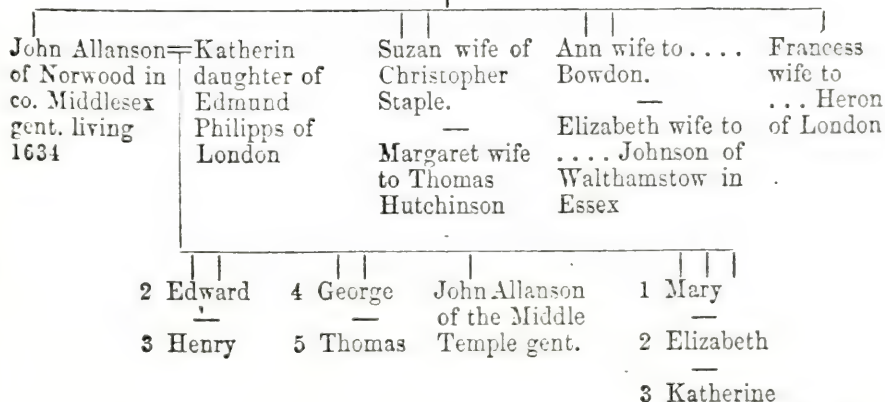 John Allanson=Katherin
of Norwood in daughter of
co. Middlesex Edmund
gent. living Philipps of
1634 London
Suzan wife of
Christopher
Staple.
—
Margaret wife
to Thomas
Hutchinson
Ann wife to ....
Bowdon.
—
Elizabeth wife to
.... Johnson of
Walthamstow in
Essex
Francess
wife to
... Heron
of London
2 Edward
—
3 Henry
4 George
—
5 Thomas
John Allanson
of the Middle
Temple gent.
1 Mary
—
2 Elizabeth
—
3 Katherine